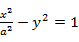 x²/a² − y² = 1